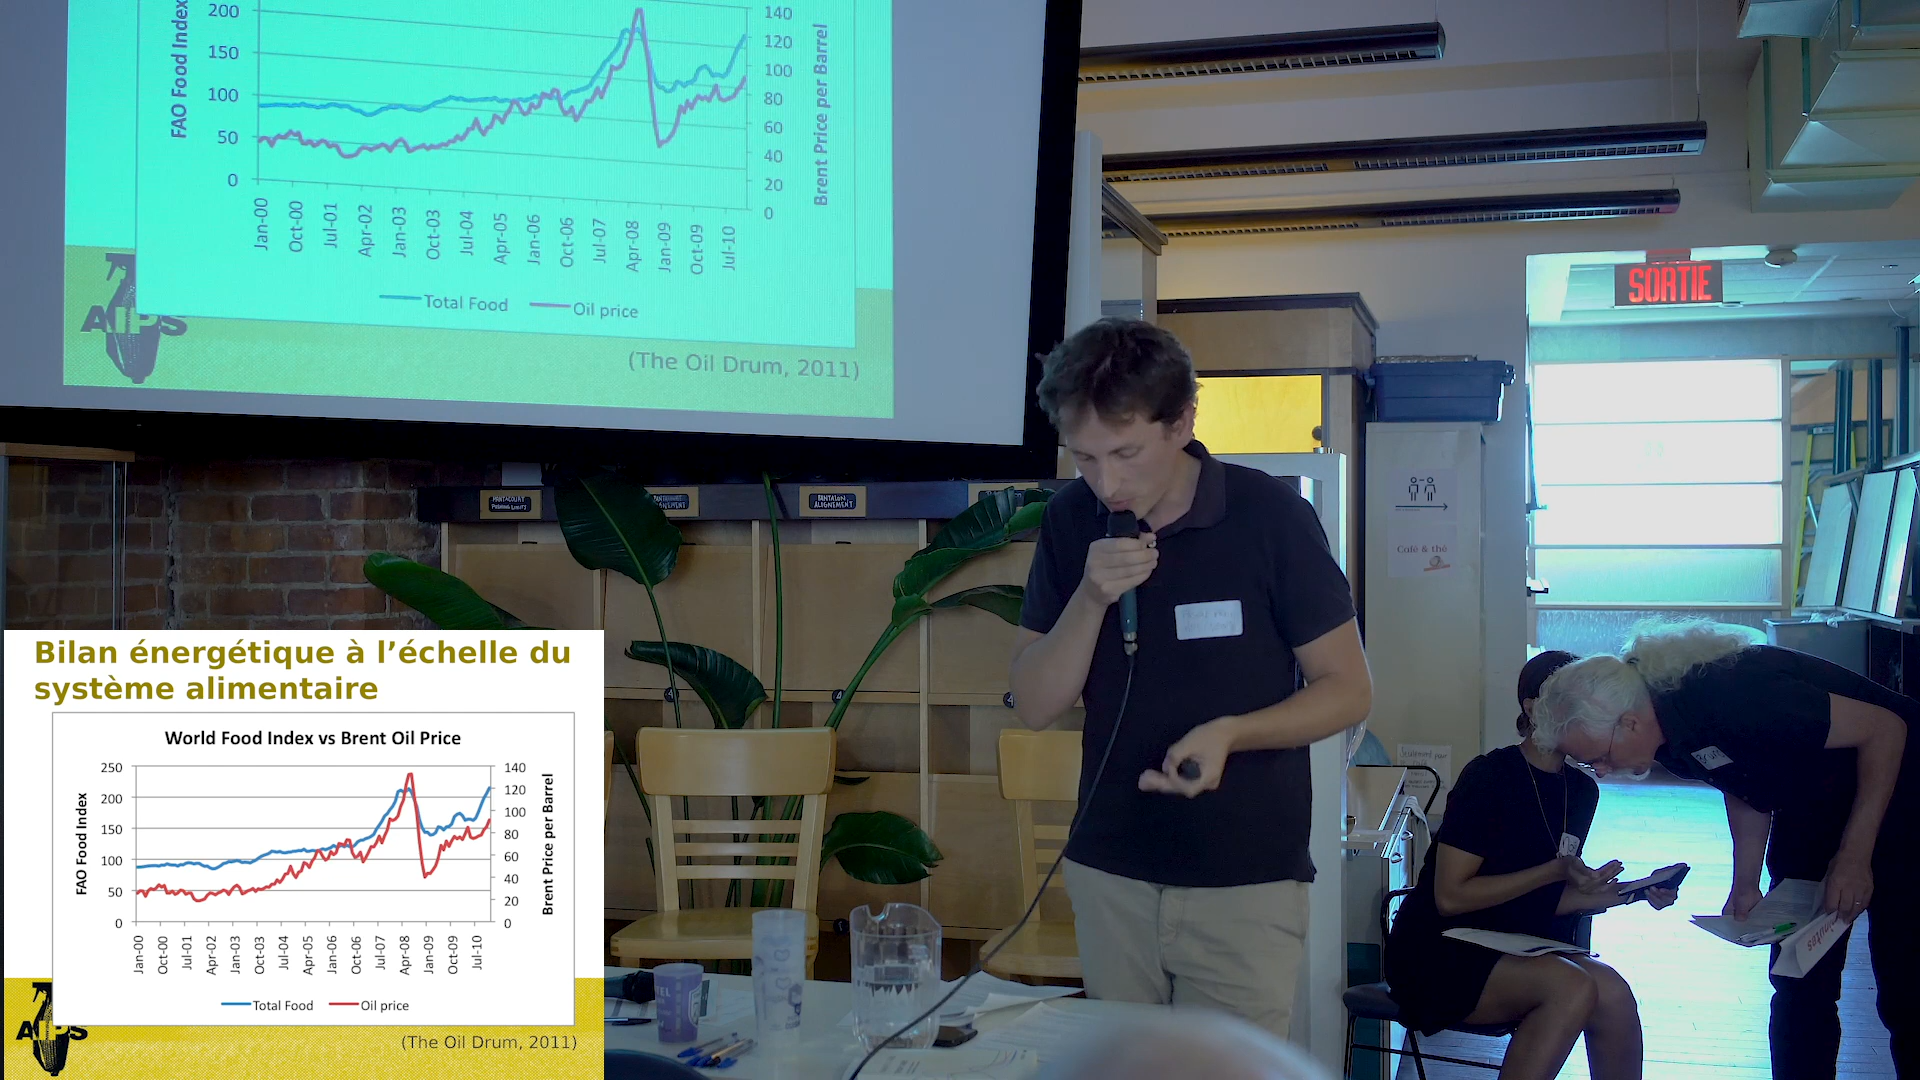 200
150
100
50
0
FAO Food Index
140
120
100
80
60
40
20
0
Brent Price per Barrel
Jan-00
Oct-00
Jul-01
Apr-02
Jan-03
Oct-03
Jul-04
Apr-05
Jan-06
Oct-06
Jul-07
Apr-08
Jan-09
Oct-09
Jul-10
Total Food
Oil price
(The Oil Drum, 2011)
SORTIE
PANTALON
ALIGNEMENT
Café & thé
Bilan énergétique à l’échelle du
système alimentaire
World Food Index vs Brent Oil Price
250
200
150
100
50
0
FAO Food Index
140
120
100
80
60
40
20
0
Brent Price per Barrel
Jan-00
Oct-00
Jul-01
Apr-02
Jan-03
Oct-03
Jul-04
Apr-05
Jan-06
Oct-06
Jul-07
Apr-08
Jan-09
Oct-09
Jul-10
Total Food
Oil price
(The Oil Drum, 2011)